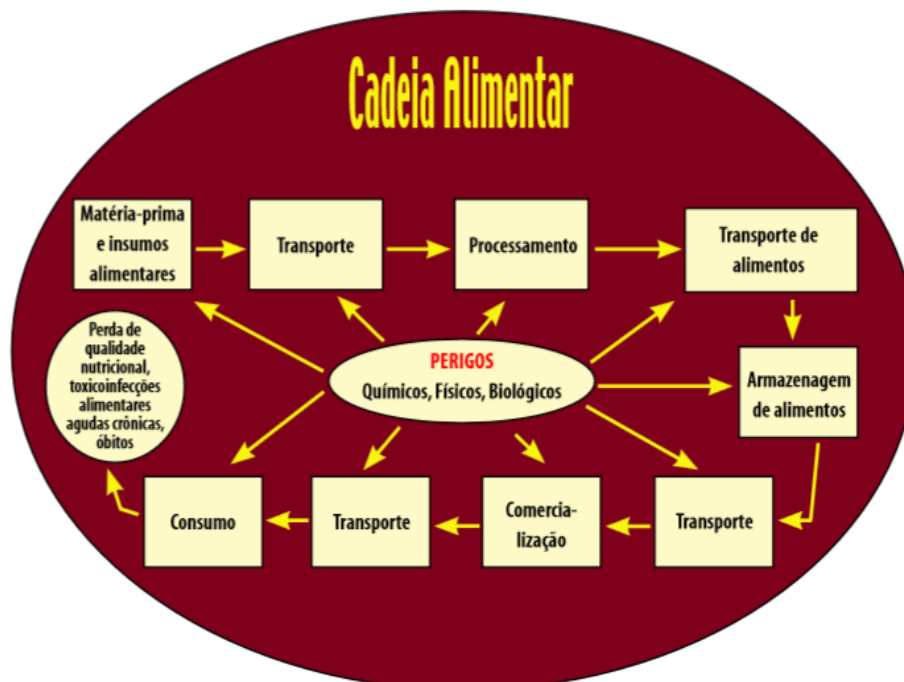 Cadeia Alimentar
Matéria-prima
e insumos
alimentares
Transporte
Processamento
Transporte de
alimentos
Perda de
qualidade
nutricional,
toxicoinfecções
alimentares
agudas crônicas,
óbitos
PERIGOS
Químicos, Físicos, Biológicos
Armazenagem
de alimentos
Consumo
Transporte
Comercia-
lização
Transporte